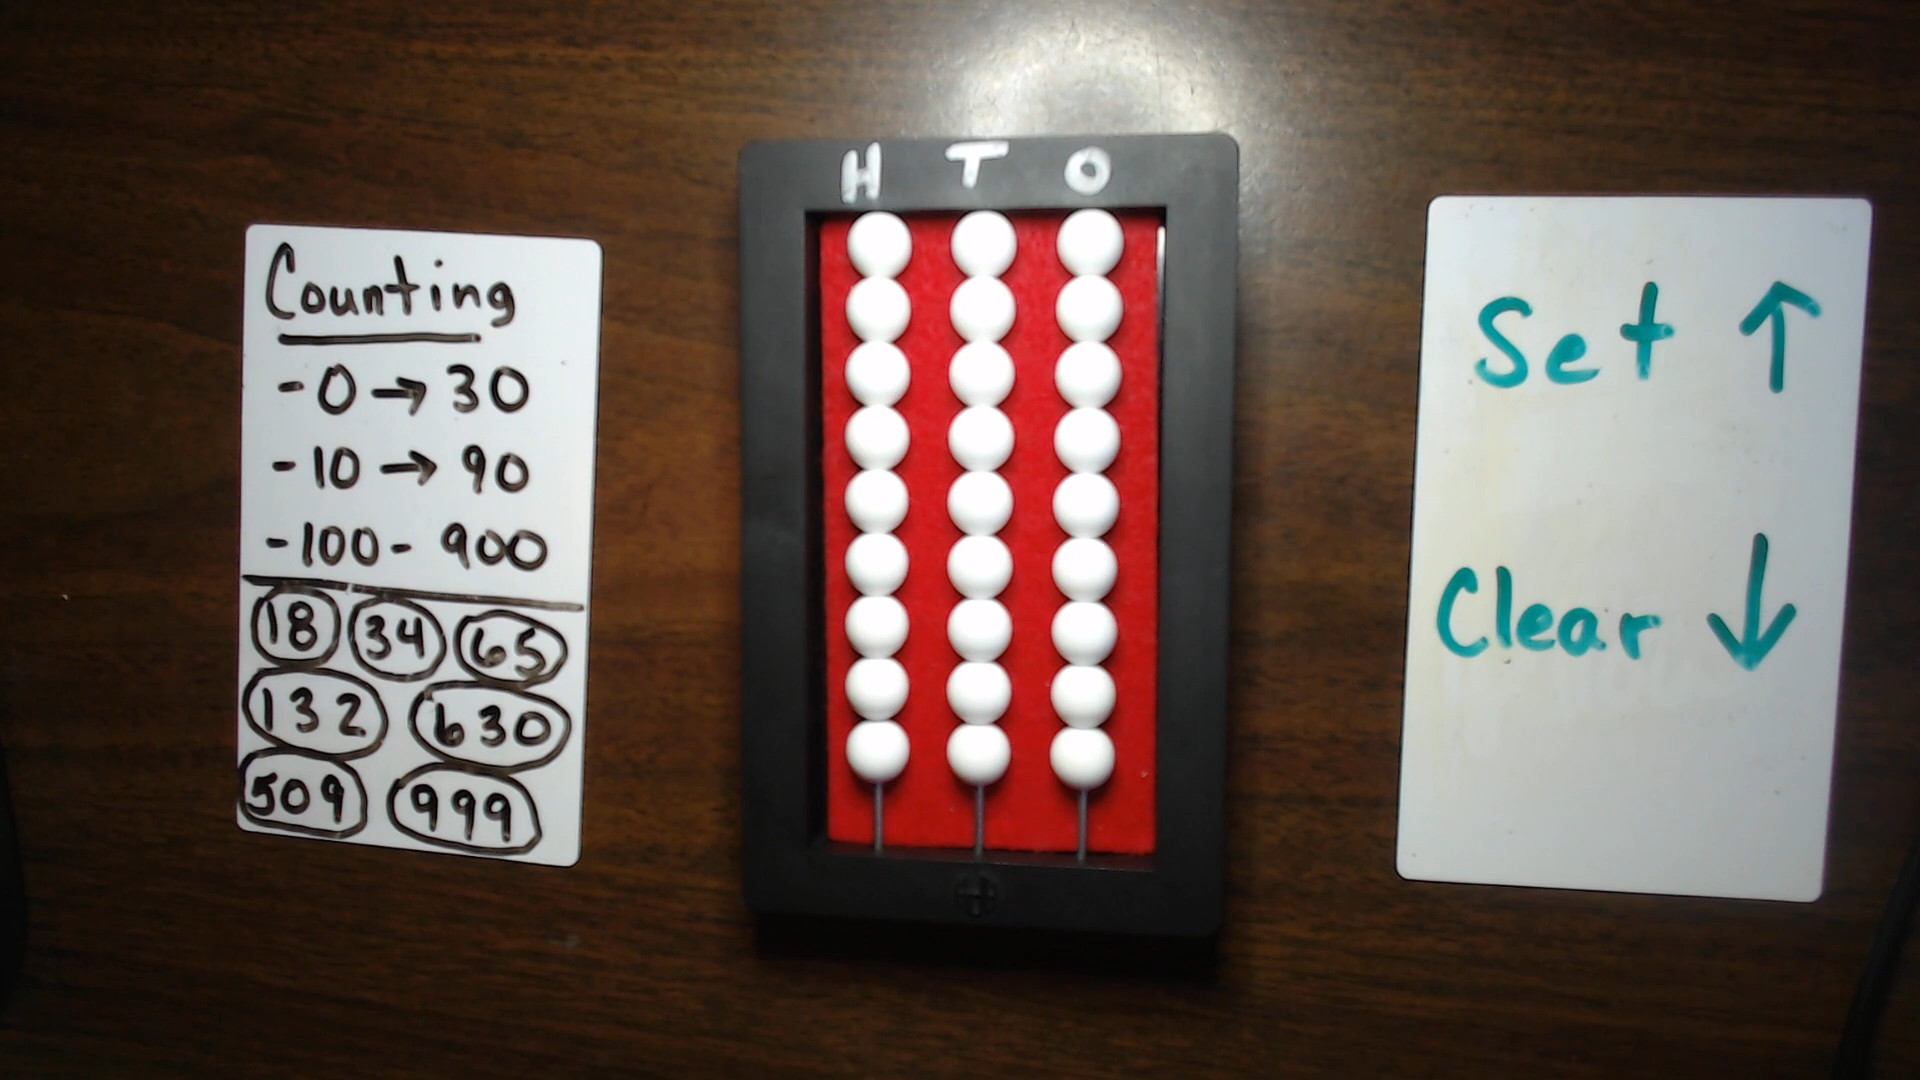 Counting
-0→30
-10→90
-100-900
18 34 65
132 630
509 999
H T O
Set ↑
Clear ↓